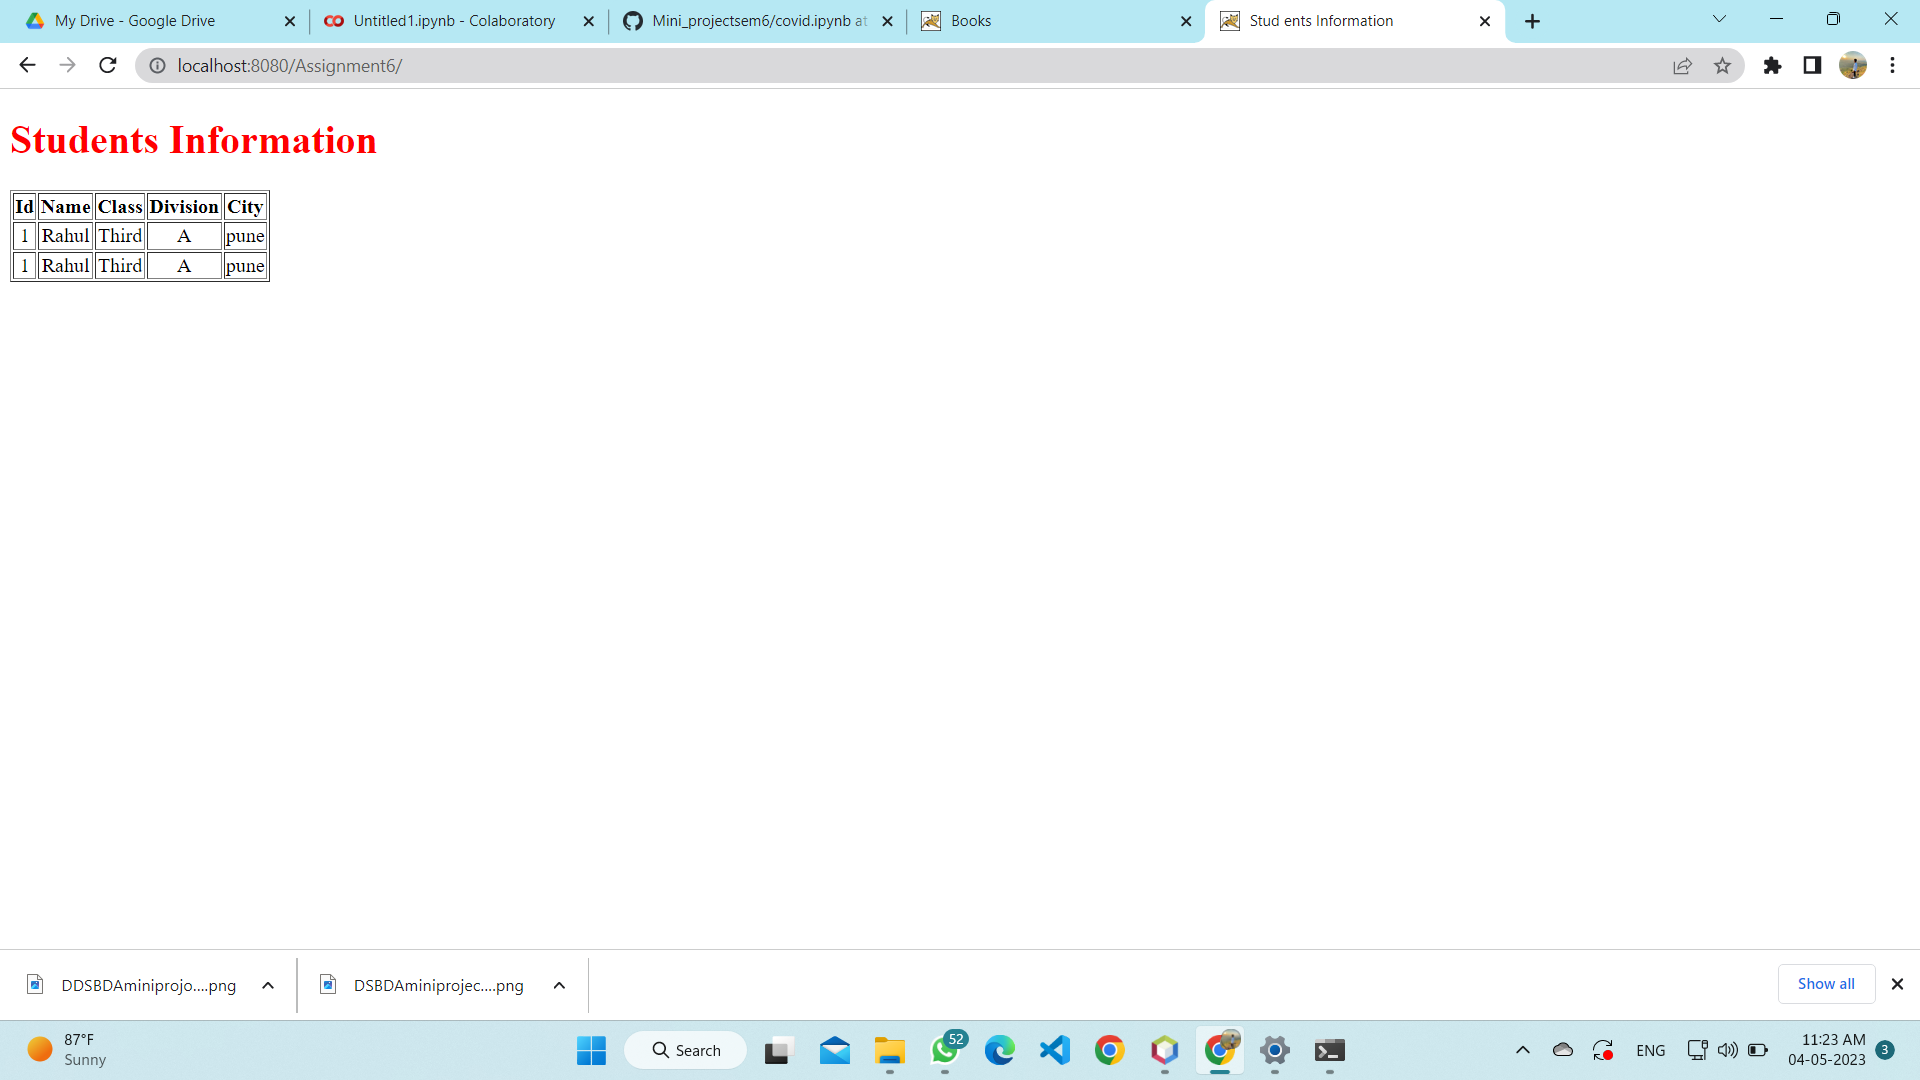 My Drive - Google Drive
Untitled1.ipynb - Colaboratory
Mini_projectsem6/covid.ipynb at
Books
Stud ents Information
localhost:8080/Assignment6/
Students Information
Id Name Class Division City
1 Rahul Third A pune
1 Rahul Third A pune
DDSBDAminiprojo....png
DSBDAminiprojec....png
Show all
87°F
Sunny
Search
52
ENG
11:23 AM
04-05-2023
3